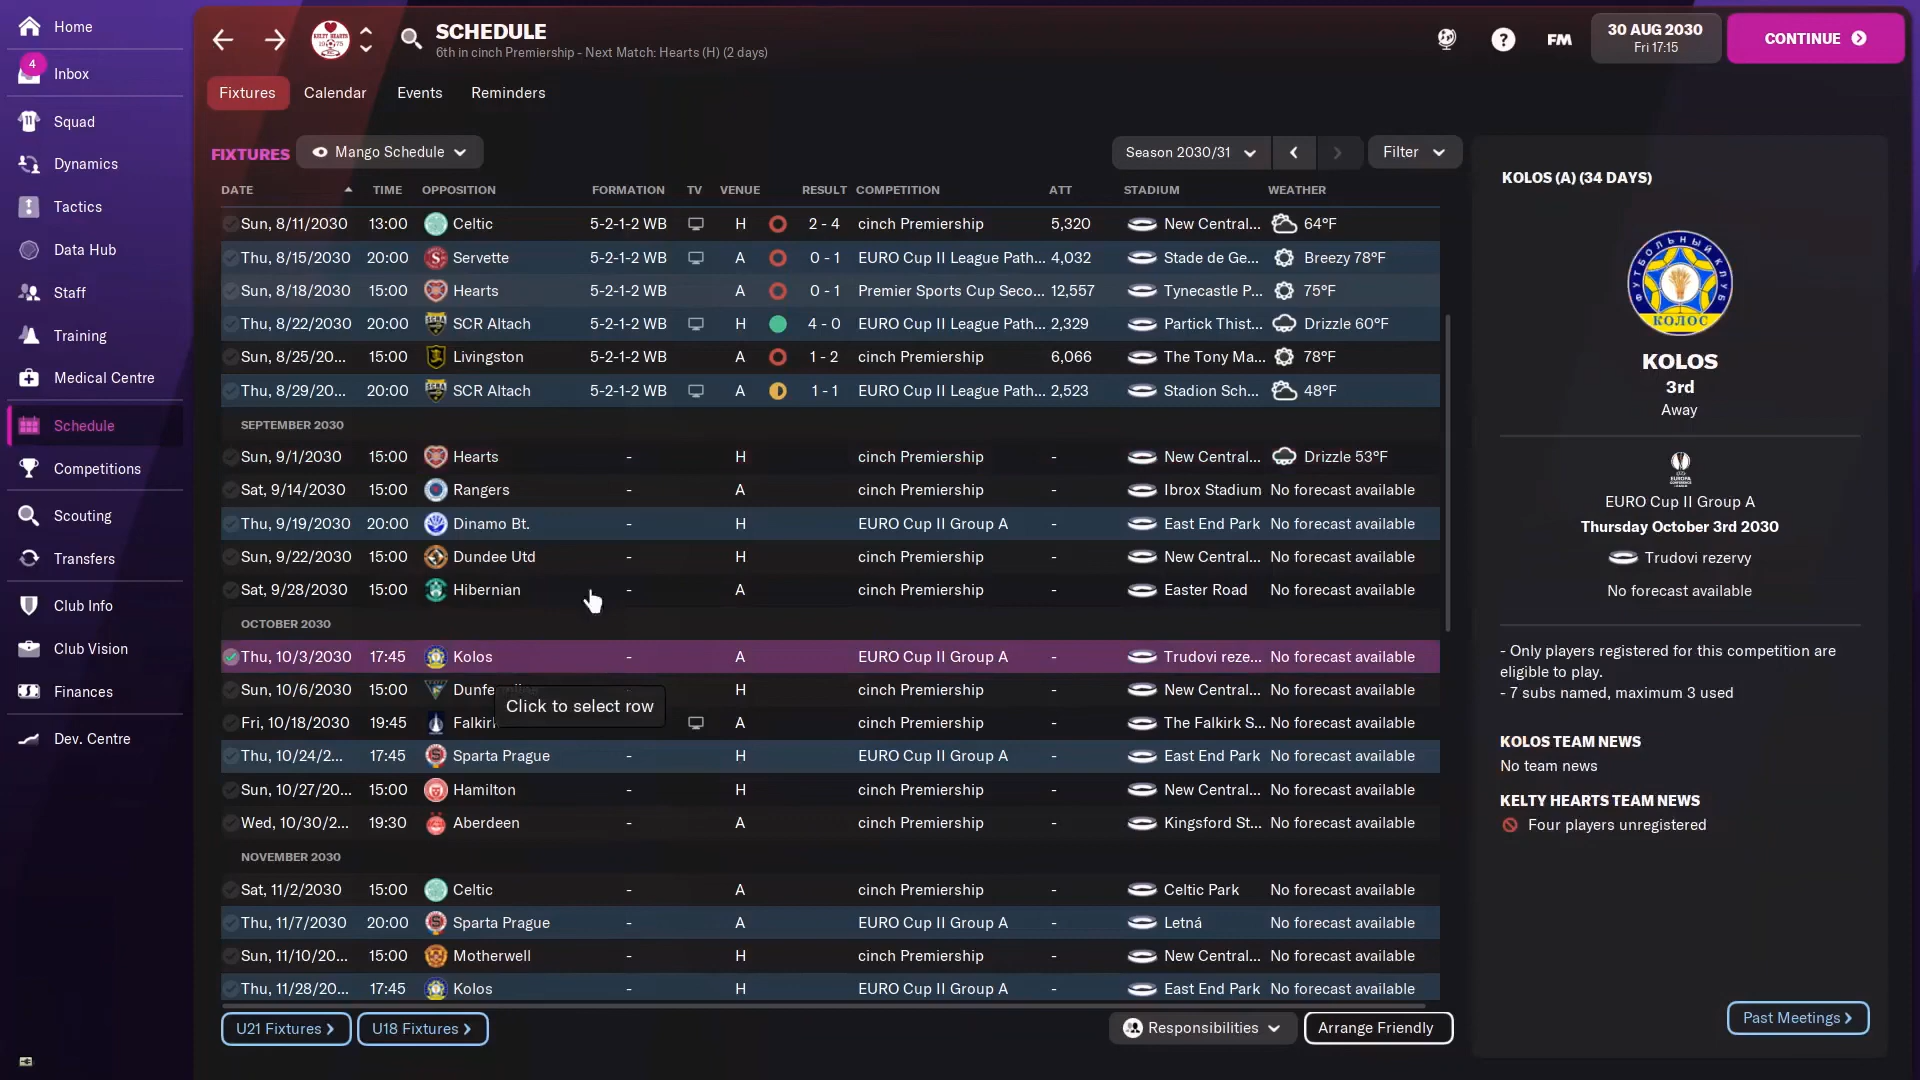 Home
4
Inbox
Squad
Dynamics
Tactics
Data Hub
Staff
Training
Medical Centre
Schedule
Competitions
Scouting
Transfers
Club Info
Club Vision
Finances
Dev. Centre
SCHEDULE
6th in cinch Premiership - Next Match: Hearts (H) (2 days)
FM
30 AUG 2030
Fri 17:15
CONTINUE
Fixtures Calendar Events Reminders
FIXTURES Mango Schedule Season 2030/31 Filter
DATE TIME OPPOSITION FORMATION TV VENUE RESULT COMPETITION ATT STADIUM WEATHER
Sun, 8/11/2030 13:00 Celtic 5-2-1-2 WB H 2 - 4 cinch Premiership 5,320 New Central... 64°F
Thu, 8/15/2030 20:00 Servette 5-2-1-2 WB A 0 - 1 EURO Cup II League Path... 4,032 Stade de Ge... Breezy 78°F
Sun, 8/18/2030 15:00 Hearts 5-2-1-2 WB A 0 - 1 Premier Sports Cup Seco... 12,557 Tynecastle P... 75°F
Thu, 8/22/2030 20:00 SCR Altach 5-2-1-2 WB H 4 - 0 EURO Cup II League Path... 2,329 Partick Thist... Drizzle 60°F
Sun, 8/25/20... 15:00 Livingston 5-2-1-2 WB A 1 - 2 cinch Premiership 6,066 The Tony Ma... 78°F
Thu, 8/29/20... 20:00 SCR Altach 5-2-1-2 WB A 1 - 1 EURO Cup II League Path... 2,523 Stadion Sch... 48°F
SEPTEMBER 2030
Sun, 9/1/2030 15:00 Hearts - H cinch Premiership - New Central... Drizzle 53°F
Sat, 9/14/2030 15:00 Rangers - A cinch Premiership - Ibrox Stadium No forecast available
Thu, 9/19/2030 20:00 Dinamo Bt. - H EURO Cup II Group A - East End Park No forecast available
Sun, 9/22/2030 15:00 Dundee Utd - H cinch Premiership - New Central... No forecast available
Sat, 9/28/2030 15:00 Hibernian - A cinch Premiership - Easter Road No forecast available
OCTOBER 2030
Thu, 10/3/2030 17:45 Kolos - A EURO Cup II Group A - Trudovi reze... No forecast available
Sun, 10/6/2030 15:00 Dunfe H cinch Premiership - New Central... No forecast available
Click to select row
Fri, 10/18/2030 19:45 Falkir A cinch Premiership - The Falkirk S... No forecast available
Thu, 10/24/2... 17:45 Sparta Prague - H EURO Cup II Group A - East End Park No forecast available
Sun, 10/27/20... 15:00 Hamilton - H cinch Premiership - New Central... No forecast available
Wed, 10/30/2... 19:30 Aberdeen - A cinch Premiership - Kingsford St... No forecast available
NOVEMBER 2030
Sat, 11/2/2030 15:00 Celtic - A cinch Premiership - Celtic Park No forecast available
Thu, 11/7/2030 20:00 Sparta Prague - A EURO Cup II Group A - Letná No forecast available
Sun, 11/10/20... 15:00 Motherwell - H cinch Premiership - New Central... No forecast available
Thu, 11/28/20... 17:45 Kolos - H EURO Cup II Group A - East End Park No forecast available
U21 Fixtures U18 Fixtures Responsibilities Arrange Friendly
KOLOS (A) (34 DAYS)
ФУТБОЛЬНЫЙ КЛУБ
КОЛОС
KOLOS
3rd
Away
EURO Cup II Group A
Thursday October 3rd 2030
Trudovi rezervy
No forecast available
- Only players registered for this competition are
eligible to play.
- 7 subs named, maximum 3 used
KOLOS TEAM NEWS
No team news
KELTY HEARTS TEAM NEWS
Four players unregistered
Past Meetings